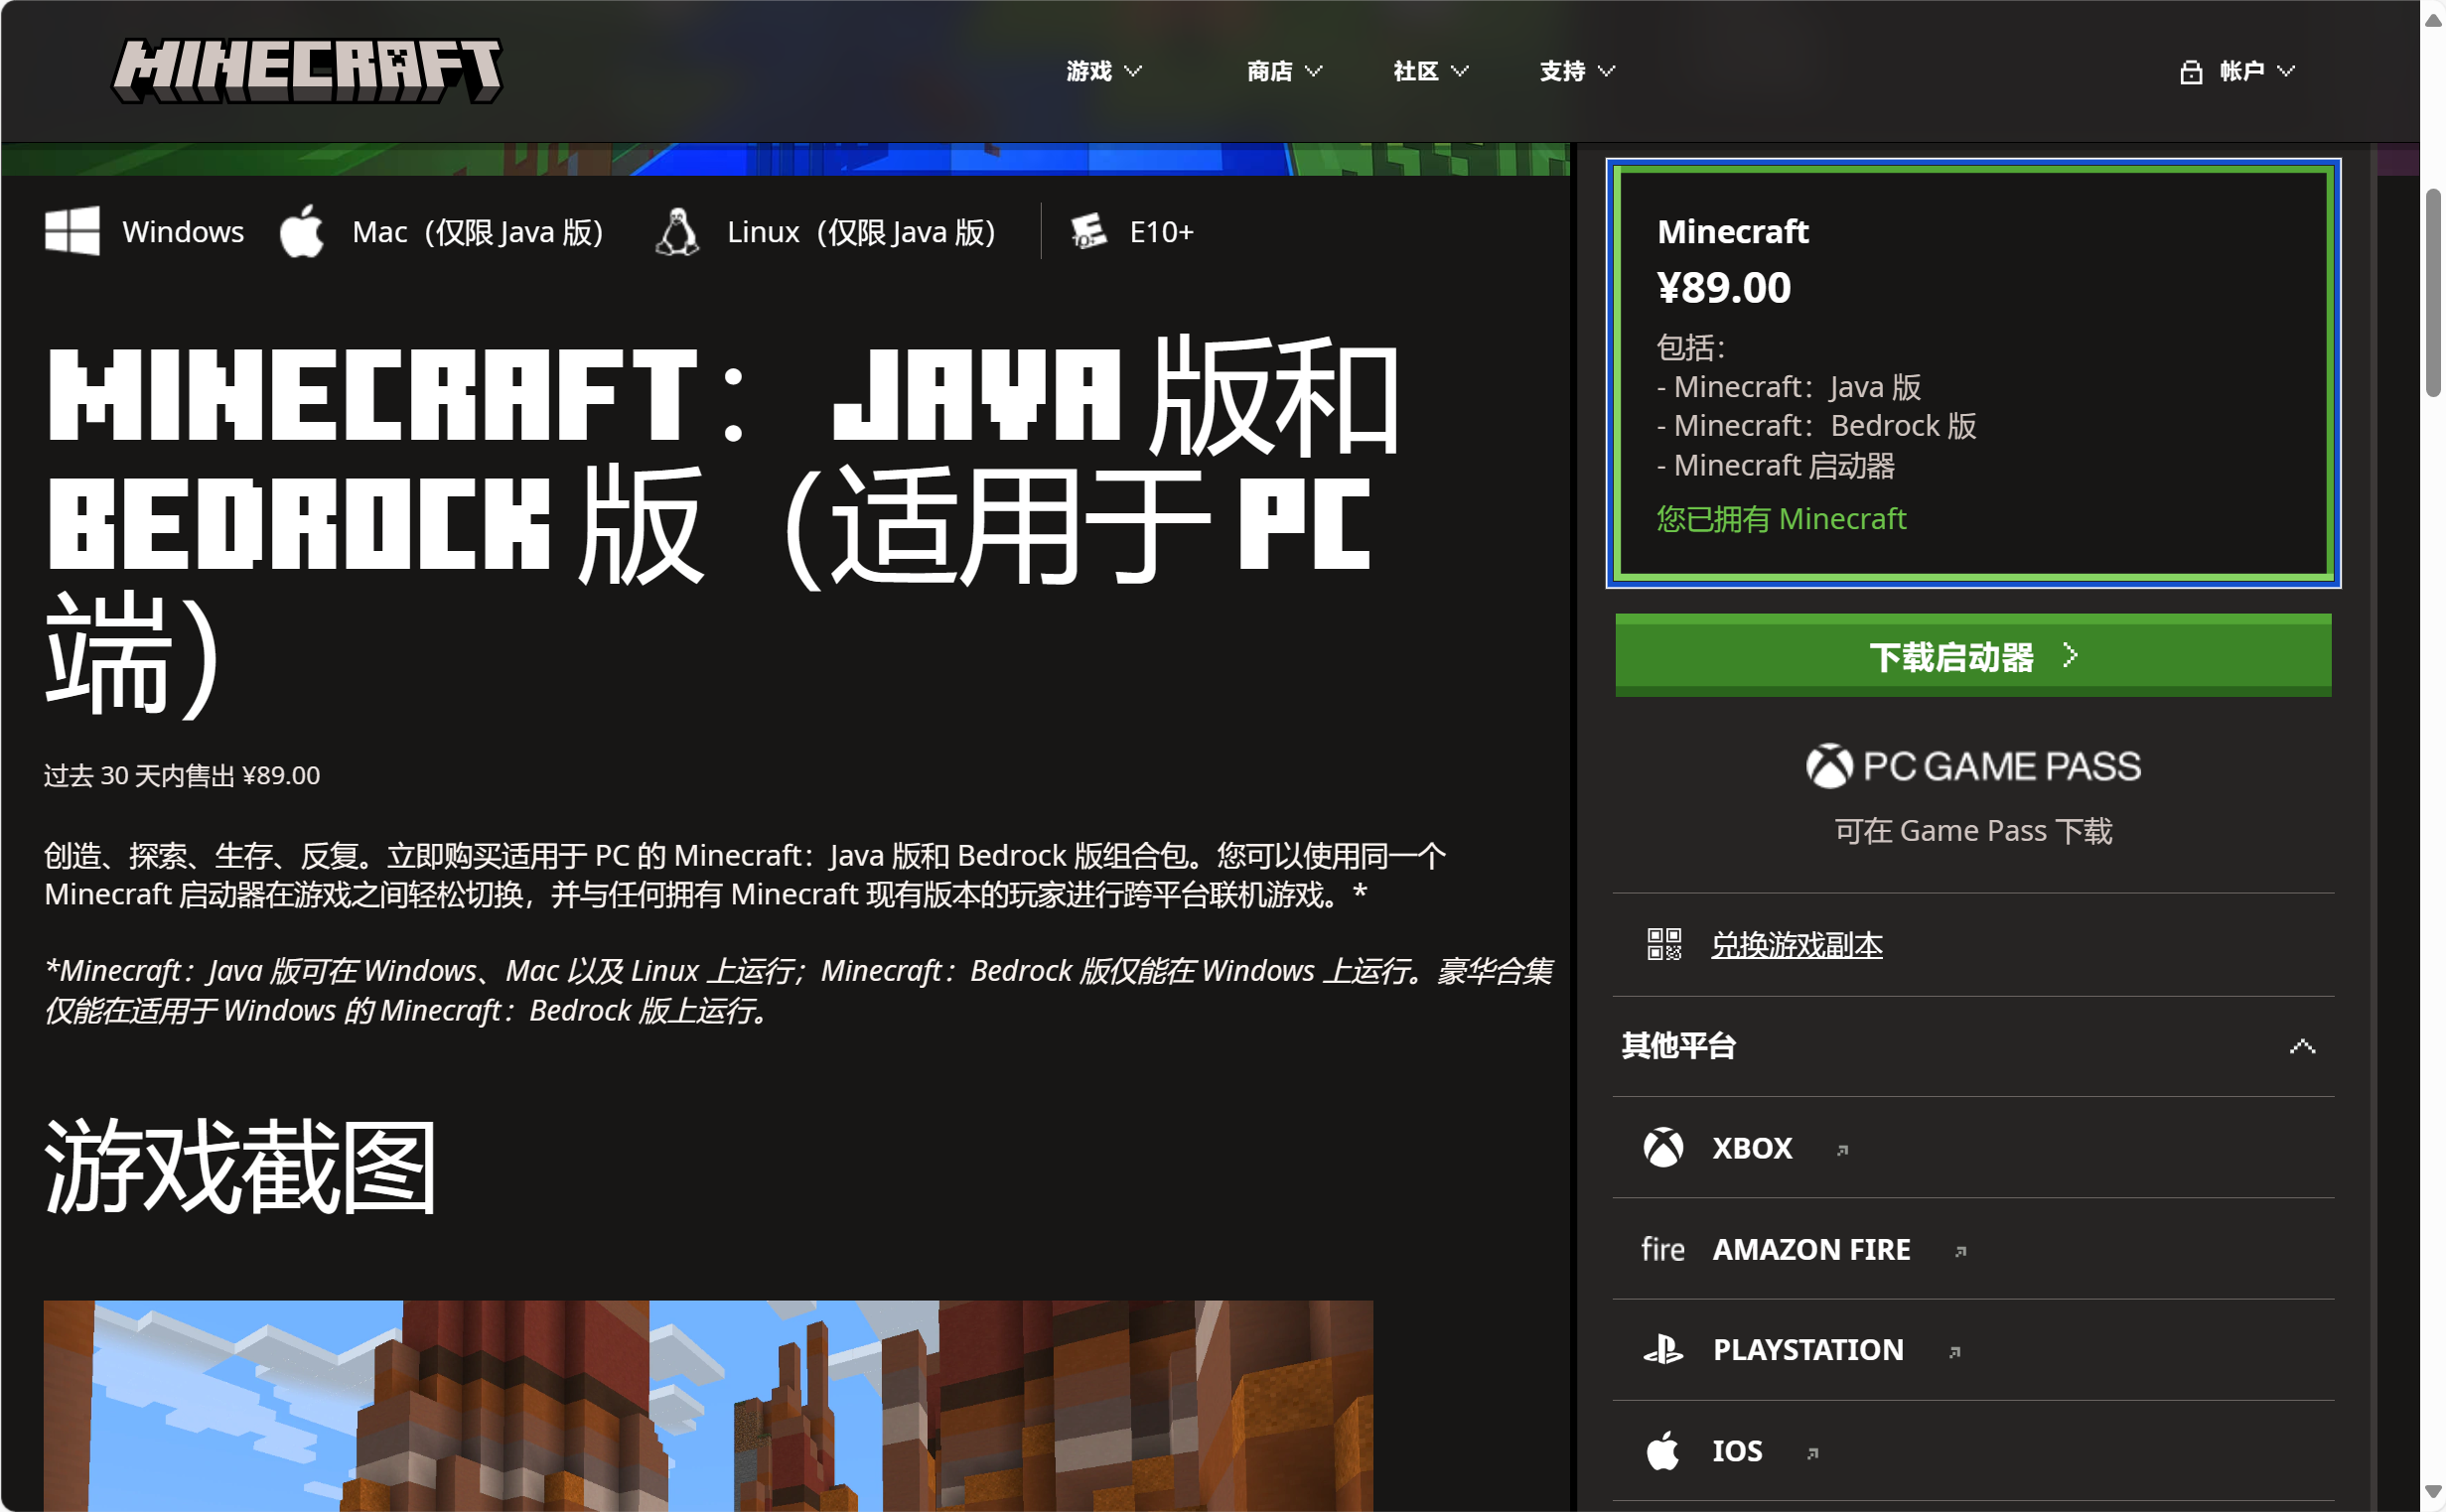 MINECRAFT
游戏
商店
社区
支持
帐户
Windows
Mac（仅限 Java 版）
Linux（仅限 Java 版）
E10+
MINECRAFT：JAVA 版和
BEDROCK 版（适用于 PC
端）
过去 30 天内售出 ¥89.00
创造、探索、生存、反复。立即购买适用于 PC 的 Minecraft：Java 版和 Bedrock 版组合包。您可以使用同一个
Minecraft 启动器在游戏之间轻松切换，并与任何拥有 Minecraft 现有版本的玩家进行跨平台联机游戏。*
*Minecraft：Java 版可在 Windows、Mac 以及 Linux 上运行；Minecraft：Bedrock 版仅能在 Windows 上运行。豪华合集
仅能在适用于 Windows 的 Minecraft：Bedrock 版上运行。
游戏截图
Minecraft
¥89.00
包括：
- Minecraft：Java 版
- Minecraft：Bedrock 版
- Minecraft 启动器
您已拥有 Minecraft
下载启动器
PC GAME PASS
可在 Game Pass 下载
兑换游戏副本
其他平台
XBOX
fire AMAZON FIRE
PLAYSTATION
IOS